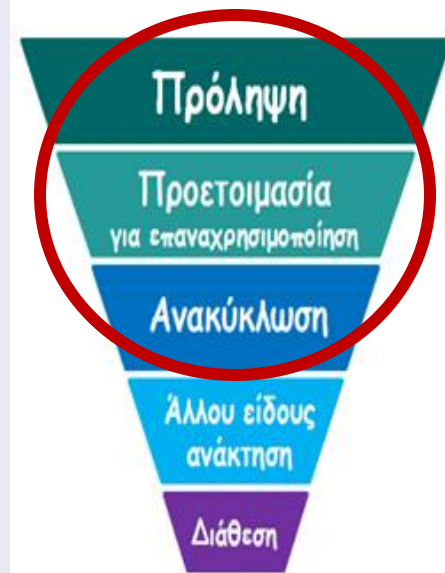 Πρόληψη
Προετοιμασία
για επαναχρησιμοποίηση
Ανακύκλωση
Άλλου είδους
ανάκτηση
Διάθεση